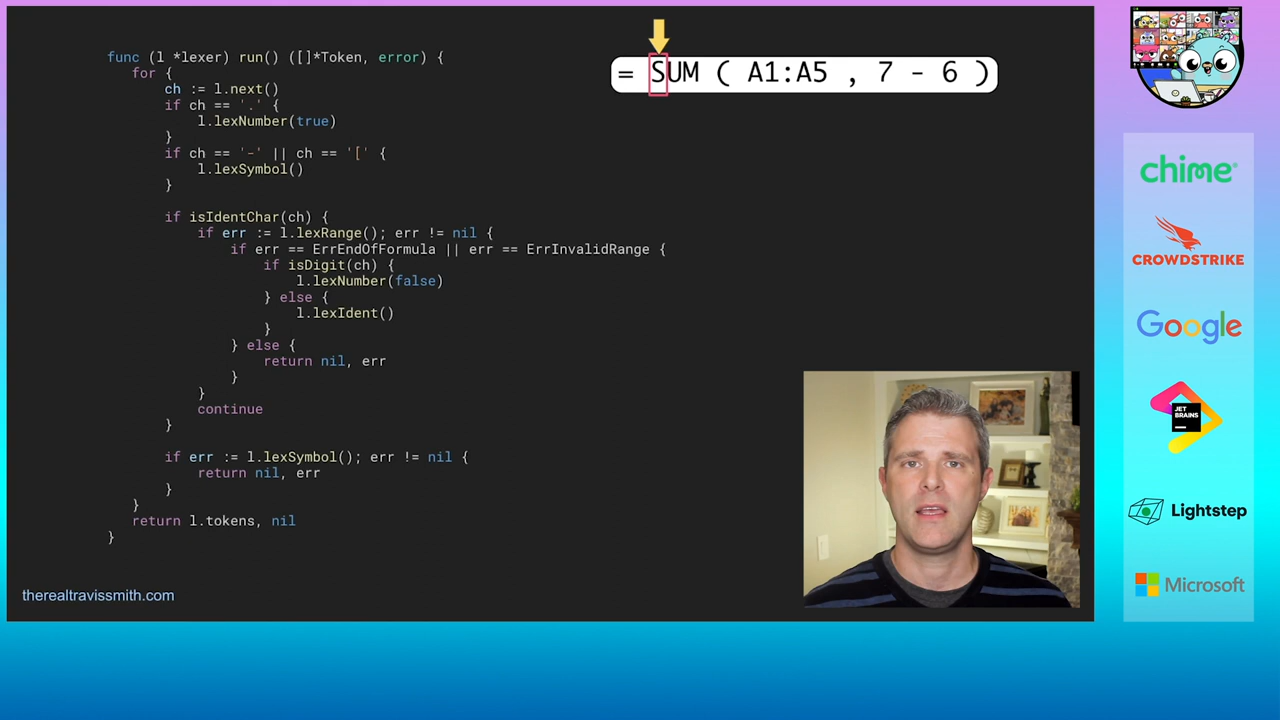 func (l *lexer) run() ([]*Token, error) {
for {
ch := l.next()
if ch == '.' {
l.lexNumber(true)
}
if ch == '-' || ch == '[' {
l.lexSymbol()
}
if isIdentChar(ch) {
if err := l.lexRange(); err != nil {
if err == ErrEndOfFormula || err == ErrInvalidRange {
if isDigit(ch) {
l.lexNumber(false)
} else {
l.lexIdent()
}
} else {
return nil, err
}
}
continue
}
if err := l.lexSymbol(); err != nil {
return nil, err
}
}
return l.tokens, nil
}
therealtravissmith.com
= SUM ( A1:A5 , 7 - 6 )
chime
CROWDSTRIKE
Google
JET
BRAINS
Lightstep
Microsoft